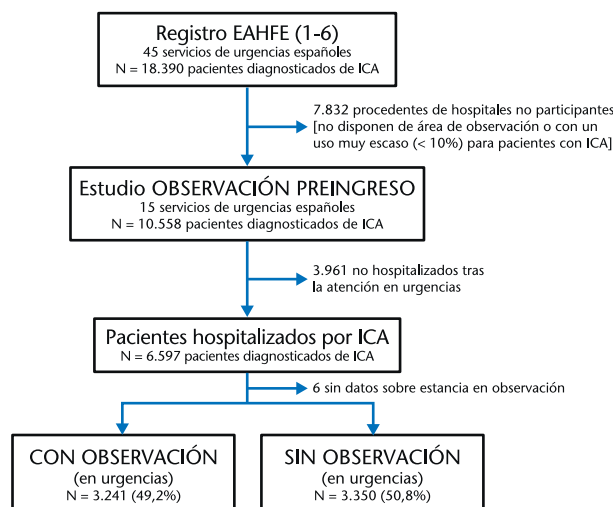 Registro EAHFE (1-6)
45 servicios de urgencias españoles
N = 18.390 pacientes diagnosticados de ICA
7.832 procedentes de hospitales no participantes
[no disponen de área de observación o con un
uso muy escaso (< 10%) para pacientes con ICA]
Estudio OBSERVACIÓN PREINGRESO
15 servicios de urgencias españoles
N = 10.558 pacientes diagnosticados de ICA
3.961 no hospitalizados tras
la atención en urgencias
Pacientes hospitalizados por ICA
N = 6.597 pacientes diagnosticados de ICA
6 sin datos sobre estancia en observación
CON OBSERVACIÓN
(en urgencias)
N = 3.241 (49,2%)
SIN OBSERVACIÓN
(en urgencias)
N = 3.350 (50,8%)